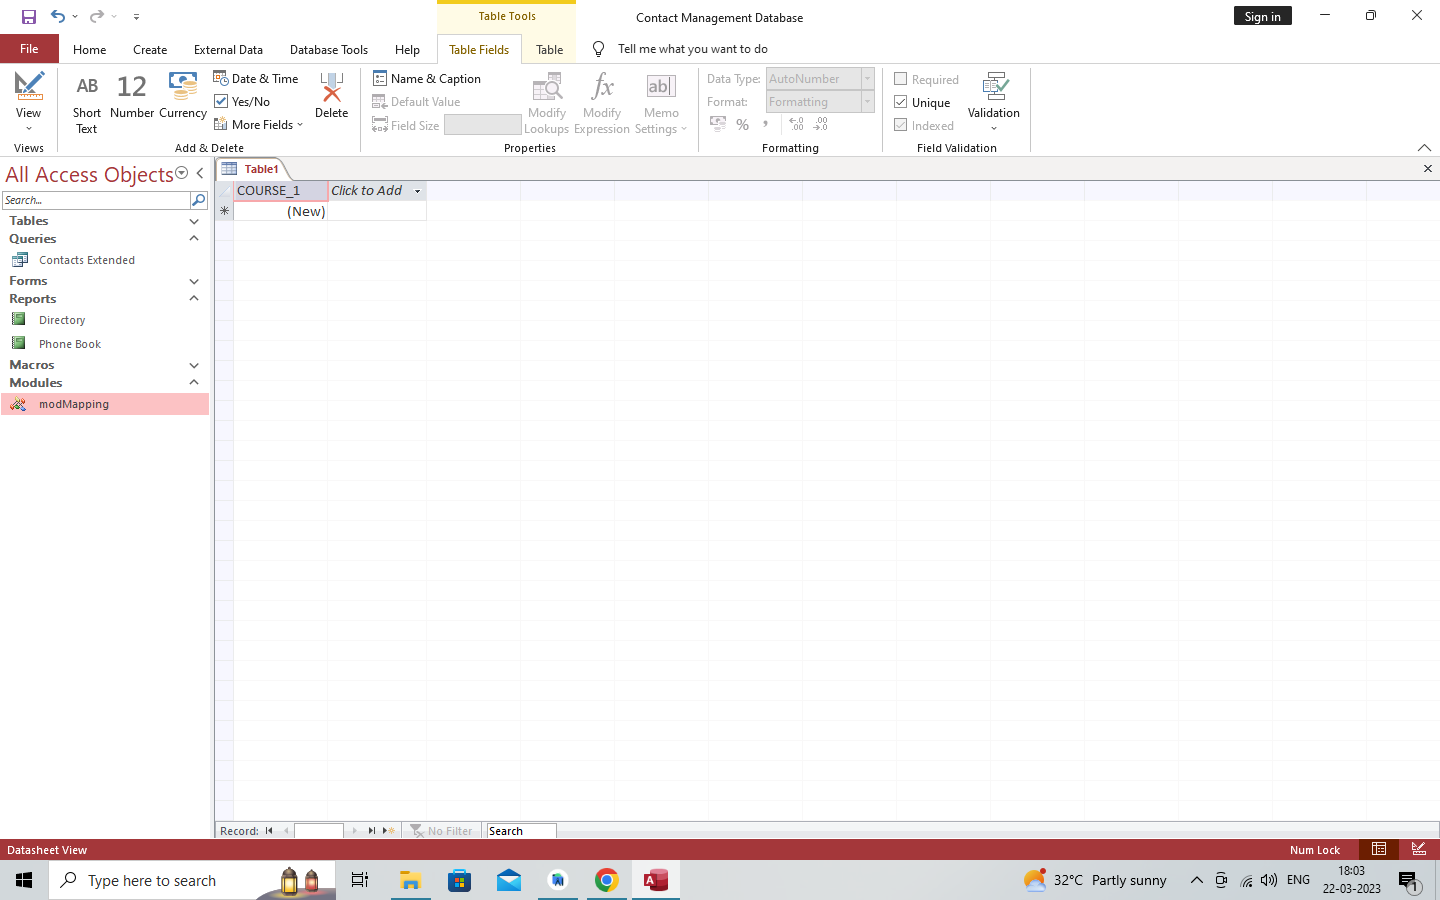 Table Tools
Contact Management Database
Sign in
File
Home
Create
External Data
Database Tools
Help
Table Fields
Table
Tell me what you want to do
View
Views
AB
Short
Text
12
Number
Currency
Date & Time
Yes/No
More Fields
Delete
Add & Delete
Name & Caption
Default Value
Field Size
Modify
Lookups
fx
Modify
Expression
ab
Memo
Settings
Properties
Data Type:
AutoNumber
Format:
Formatting
%
Formatting
Required
Unique
Indexed
Validation
Field Validation
All Access Objects
Search...
Tables
Queries
Contacts Extended
Forms
Reports
Directory
Phone Book
Macros
Modules
modMapping
Table1
COURSE_1
Click to Add
(New)
Record:
No Filter
Search
Datasheet View
Num Lock
Type here to search
32°C Partly sunny
ENG
18:03
22-03-2023
1